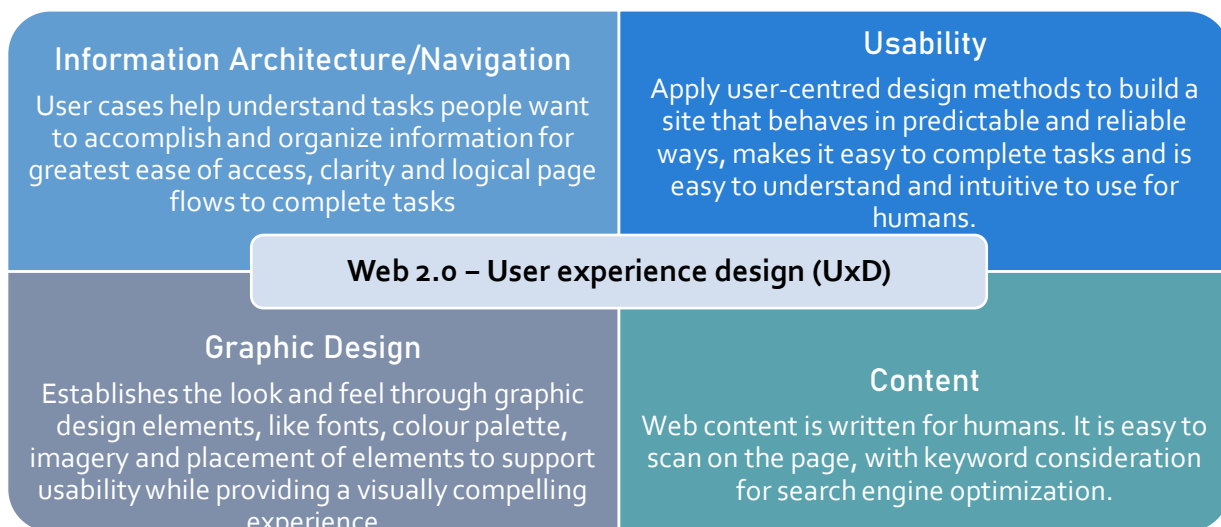 Information Architecture/Navigation
User cases help understand tasks people want
to accomplish and organize information for
greatest ease of access, clarity and logical page
flows to complete tasks
Usability
Apply user-centred design methods to build a
site that behaves in predictable and reliable
ways, makes it easy to complete tasks and is
easy to understand and intuitive to use for
humans.
Web 2.0 – User experience design (UxD)
Graphic Design
Establishes the look and feel through graphic
design elements, like fonts, colour palette,
imagery and placement of elements to support
usability while providing a visually compelling
experience
Content
Web content is written for humans. It is easy to
scan on the page, with keyword consideration
for search engine optimization.